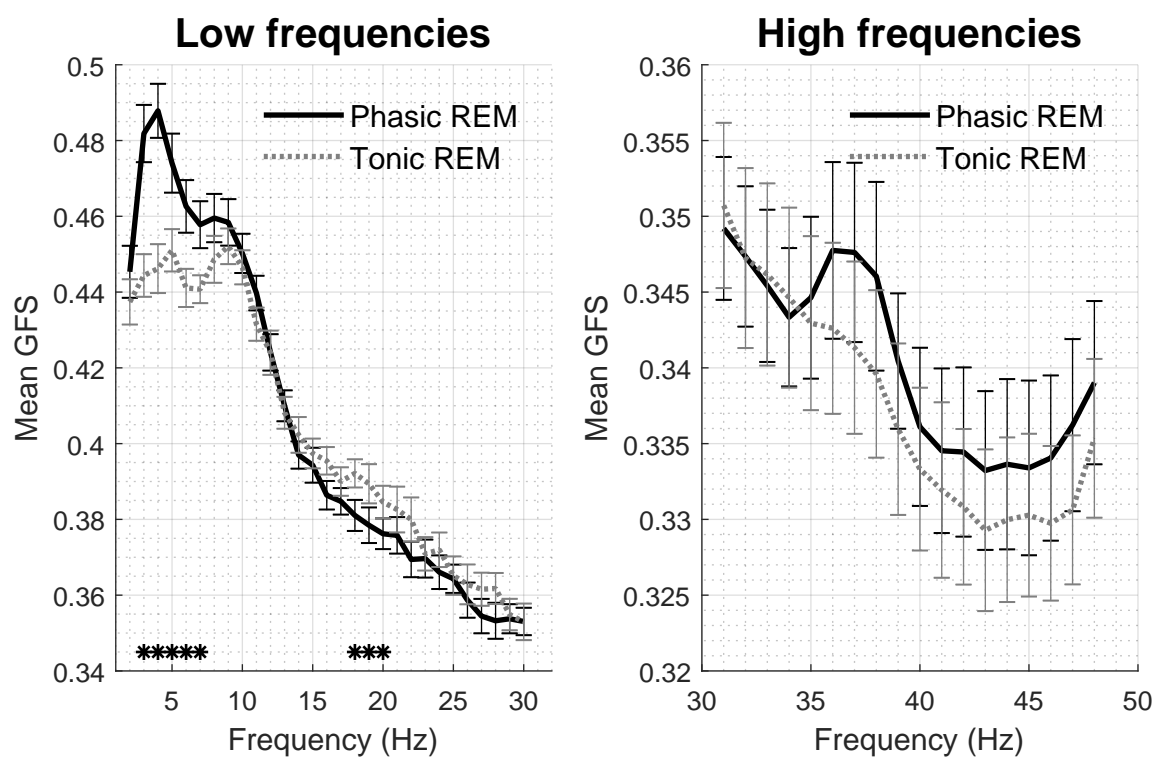 Low frequencies
0.5
0.48
0.46
0.44
0.42
0.4
0.38
0.36
0.34
Mean GFS
Phasic REM
Tonic REM
*****
***
5 10 15 20 25 30
Frequency (Hz)
High frequencies
0.36
0.355
0.35
0.345
0.34
0.335
0.33
0.325
0.32
Mean GFS
Phasic REM
Tonic REM
30 35 40 45 50
Frequency (Hz)